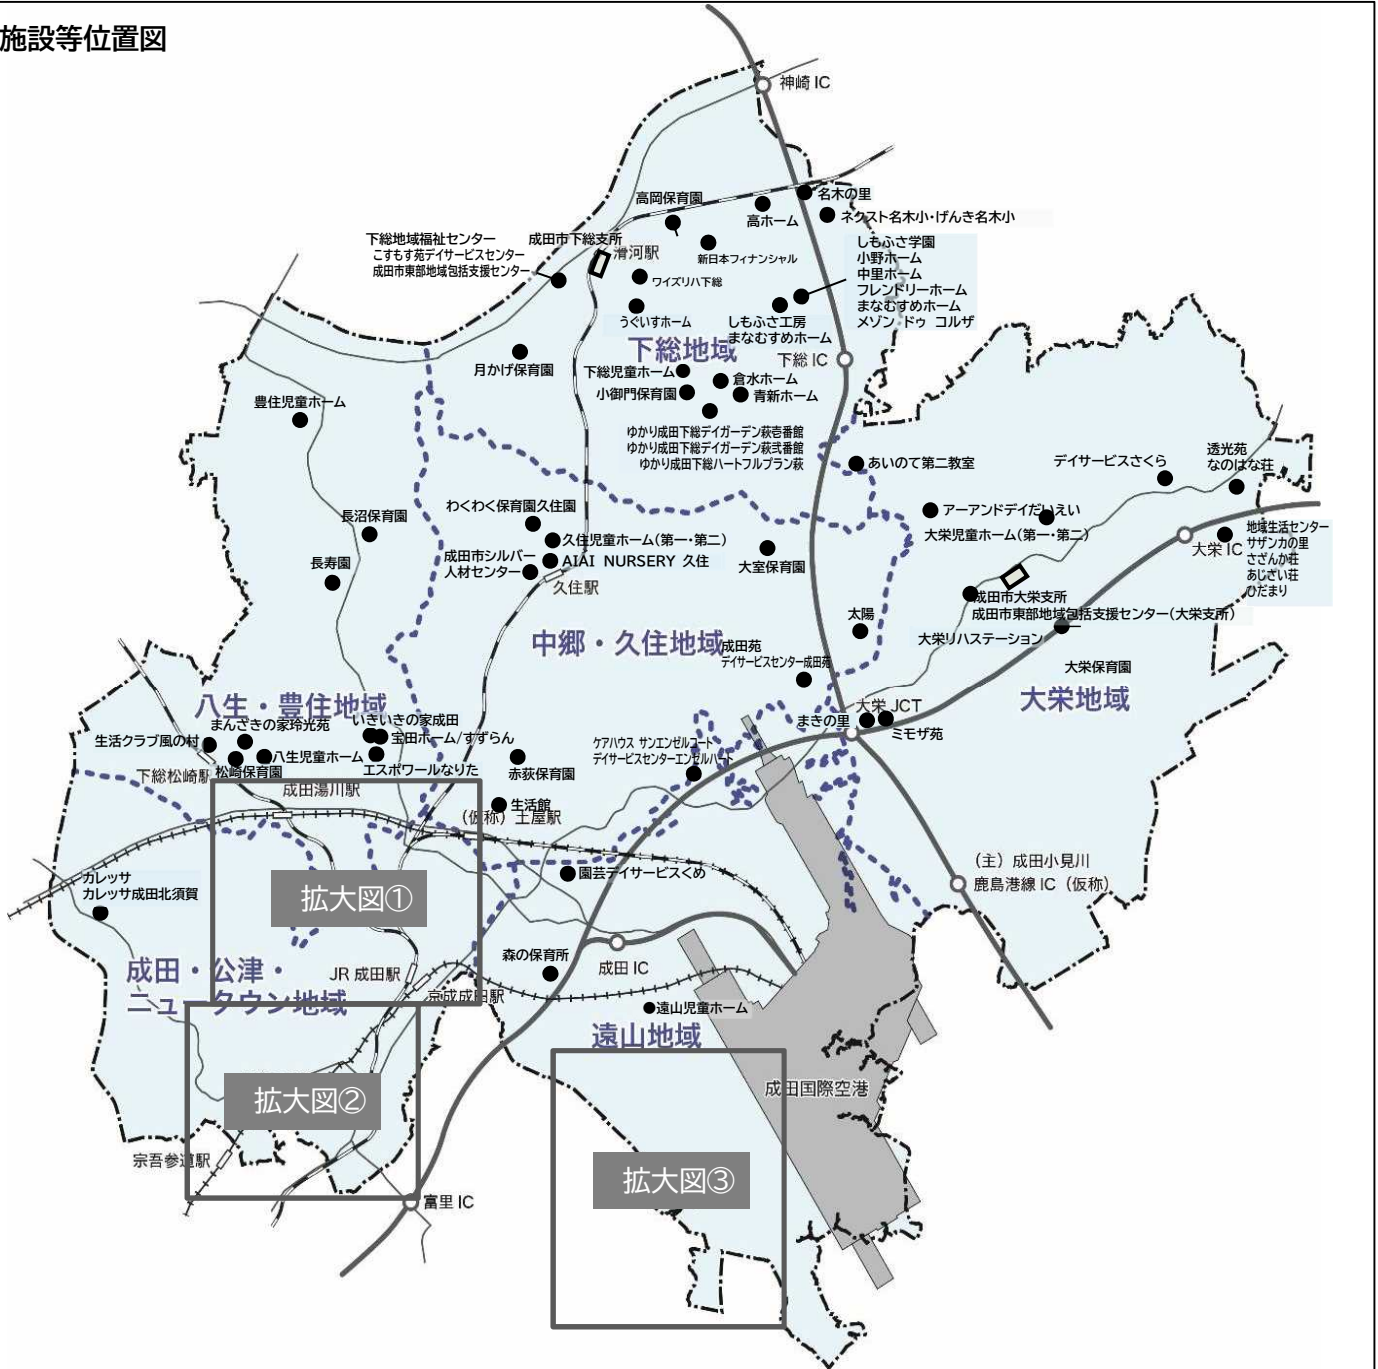 施設等位置図
神崎 IC
高岡保育園
名木の里
高ホーム
ネクスト名木小・げんき名木小
下総地域福祉センター
こすもす苑デイサービスセンター
成田市東部地域包括支援センター
成田市下総支所
滑河駅
新日本フィナンシャル
ワイズリハ下総
しもふさ学園
小野ホーム
中里ホーム
フレンドリーホーム
まなむすめホーム
メゾン ドゥ コルザ
うぐいすホーム
しもふさ工房
まなむすめホーム
下総地域
下総 IC
月かげ保育園
下総児童ホーム
倉水ホーム
小御門保育園
青新ホーム
豊住児童ホーム
ゆかり成田下総デイガーデン萩壱番館
ゆかり成田下総デイガーデン萩弐番館
ゆかり成田下総ハートフルプラン萩
あいのて第二教室
デイサービスさくら
透光苑
なのはな荘
わくわく保育園久住園
アーアンドデイだいえい
長沼保育園
久住児童ホーム(第一・第二)
大栄児童ホーム(第一・第二)
地域生活センター
サザンカの里
さざんか荘
あじさい荘
ひだまり
大栄 IC
成田市シルバー
人材センター
AIAI NURSERY 久住
大室保育園
長寿園
久住駅
成田市大栄支所
成田市東部地域包括支援センター(大栄支所)
太陽
大栄リハステーション
中郷・久住地域
成田苑
デイサービスセンター成田苑
大栄保育園
大栄地域
八生・豊住地域
まんざきの家玲光苑
いきいきの家成田
大栄 JCT
まきの里
ミモザ苑
生活クラブ風の村
宝田ホーム/すずらん
八生児童ホーム
ケアハウス サンエンゼルコート
デイサービスセンターエンゼルハート
下総松崎駅
松崎保育園
エスポワールなりた
赤荻保育園
成田湯川駅
生活館
(仮称) 土屋駅
(主) 成田小見川
鹿島港線 IC (仮称)
カレッサ
カレッサ成田北須賀
園芸デイサービスくめ
拡大図①
成田・公津・
ニュータウン地域
JR 成田駅
森の保育所
成田 IC
京成成田駅
遠山児童ホーム
遠山地域
拡大図②
成田国際空港
宗吾参道駅
拡大図③
富里 IC